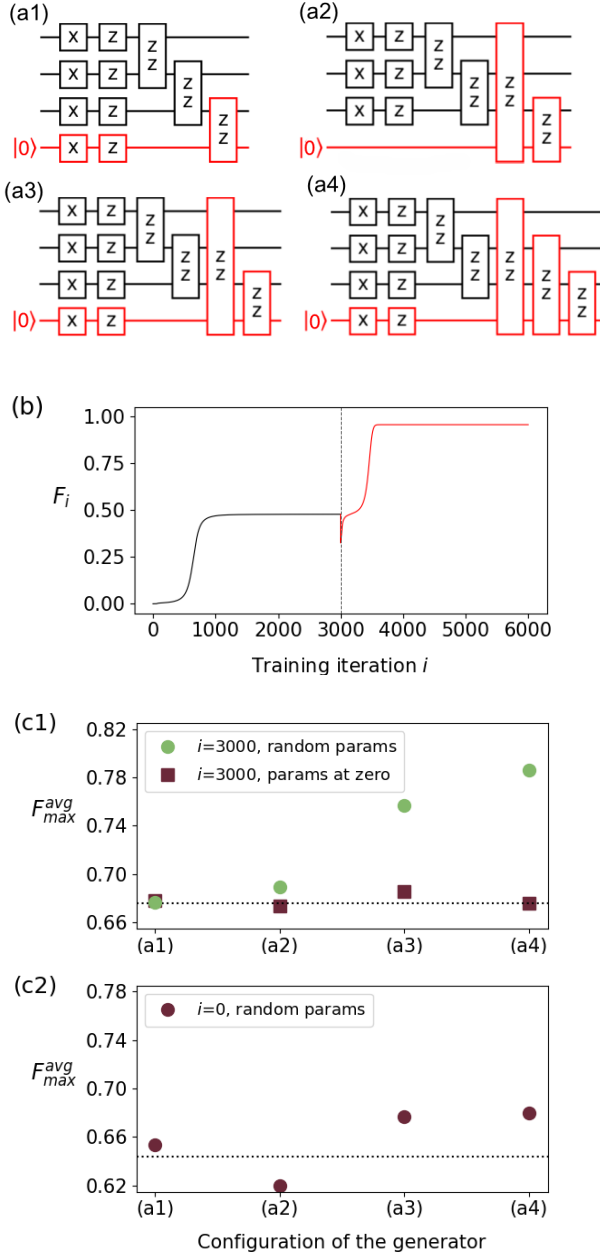 (a1)
X Z Z Z
X Z Z Z
X Z Z Z
|0⟩ X Z
(a2)
X Z Z Z
X Z Z Z
X Z Z Z
|0⟩ Z Z
(a3)
X Z Z Z
X Z Z Z
X Z Z Z
|0⟩ X Z Z Z
(a4)
X Z Z Z
X Z Z Z
X Z Z Z
|0⟩ X Z Z Z Z Z
(b)
1.00
0.75
F_i
0.50
0.25
0.00
0 1000 2000 3000 4000 5000 6000
Training iteration i
(c1)
0.82
i=3000, random params
i=3000, params at zero
0.78
F_max^avg
0.74
0.70
0.66
(a1) (a2) (a3) (a4)
(c2)
0.78
i=0, random params
F_max^avg
0.74
0.70
0.66
0.62
(a1) (a2) (a3) (a4)
Configuration of the generator